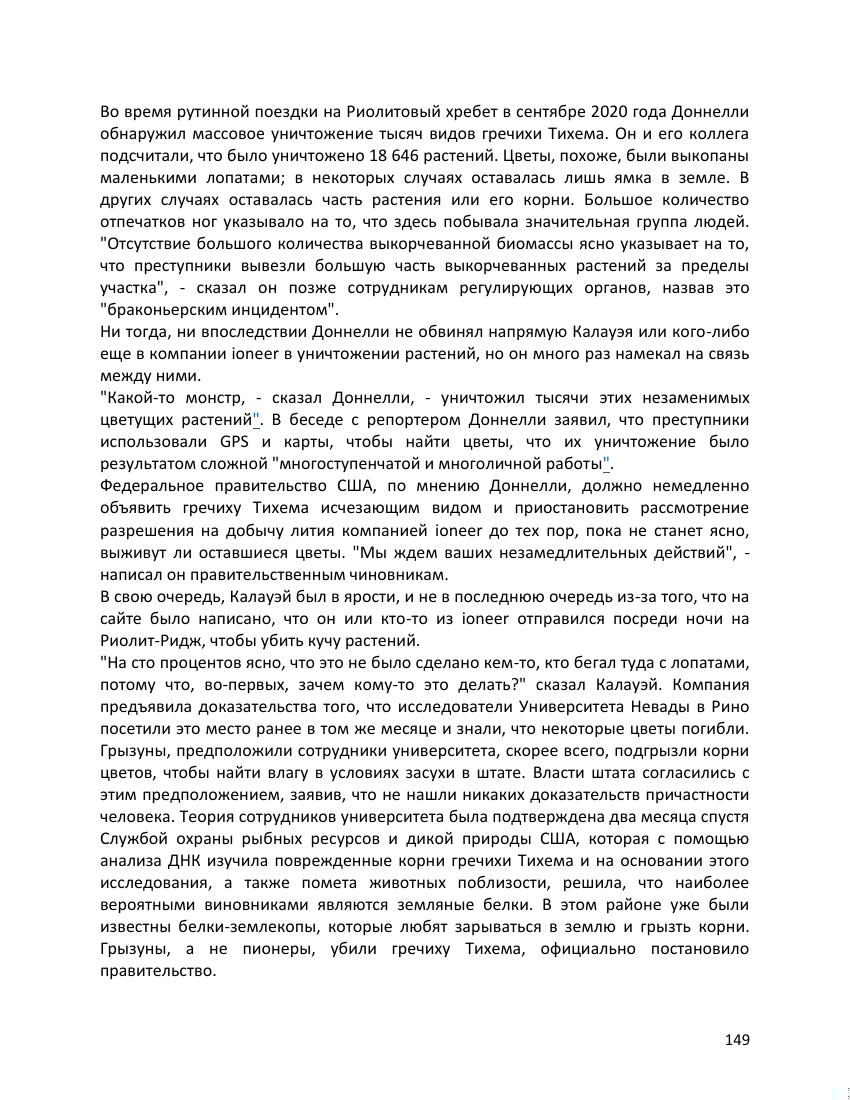 Во время рутинной поездки на Риолитовый хребет в сентябре 2020 года Доннелли
обнаружил массовое уничтожение тысяч видов гречихи Тихема. Он и его коллега
подсчитали, что было уничтожено 18 646 растений. Цветы, похоже, были выкопаны
маленькими лопатами; в некоторых случаях оставалась лишь ямка в земле. В
других случаях оставалась часть растения или его корни. Большое количество
отпечатков ног указывало на то, что здесь побывала значительная группа людей.
"Отсутствие большого количества выкорчеванной биомассы ясно указывает на то,
что преступники вывезли большую часть выкорчеванных растений за пределы
участка", - сказал он позже сотрудникам регулирующих органов, назвав это
"браконьерским инцидентом".
Ни тогда, ни впоследствии Доннелли не обвинял напрямую Калауэя или кого-либо
еще в компании ioneer в уничтожении растений, но он много раз намекал на связь
между ними.
"Какой-то монстр, - сказал Доннелли, - уничтожил тысячи этих незаменимых
цветущих растений". В беседе с репортером Доннелли заявил, что преступники
использовали GPS и карты, чтобы найти цветы, что их уничтожение было
результатом сложной "многоступенчатой и многоличной работы".
Федеральное правительство США, по мнению Доннелли, должно немедленно
объявить гречиху Тихема исчезающим видом и приостановить рассмотрение
разрешения на добычу лития компанией ioneer до тех пор, пока не станет ясно,
выживут ли оставшиеся цветы. "Мы ждем ваших незамедлительных действий", -
написал он правительственным чиновникам.
В свою очередь, Калауэй был в ярости, и не в последнюю очередь из-за того, что на
сайте было написано, что он или кто-то из ioneer отправился посреди ночи на
Риолит-Ридж, чтобы убить кучу растений.
"На сто процентов ясно, что это не было сделано кем-то, кто бегал туда с лопатами,
потому что, во-первых, зачем кому-то это делать?" сказал Калауэй. Компания
предъявила доказательства того, что исследователи Университета Невады в Рино
посетили это место ранее в том же месяце и знали, что некоторые цветы погибли.
Грызуны, предположили сотрудники университета, скорее всего, подгрызли корни
цветов, чтобы найти влагу в условиях засухи в штате. Власти штата согласились с
этим предположением, заявив, что не нашли никаких доказательств причастности
человека. Теория сотрудников университета была подтверждена два месяца спустя
Службой охраны рыбных ресурсов и дикой природы США, которая с помощью
анализа ДНК изучила поврежденные корни гречихи Тихема и на основании этого
исследования, а также помета животных поблизости, решила, что наиболее
вероятными виновниками являются земляные белки. В этом районе уже были
известны белки-землекопы, которые любят зарываться в землю и грызть корни.
Грызуны, а не пионеры, убили гречиху Тихема, официально постановило
правительство.
149